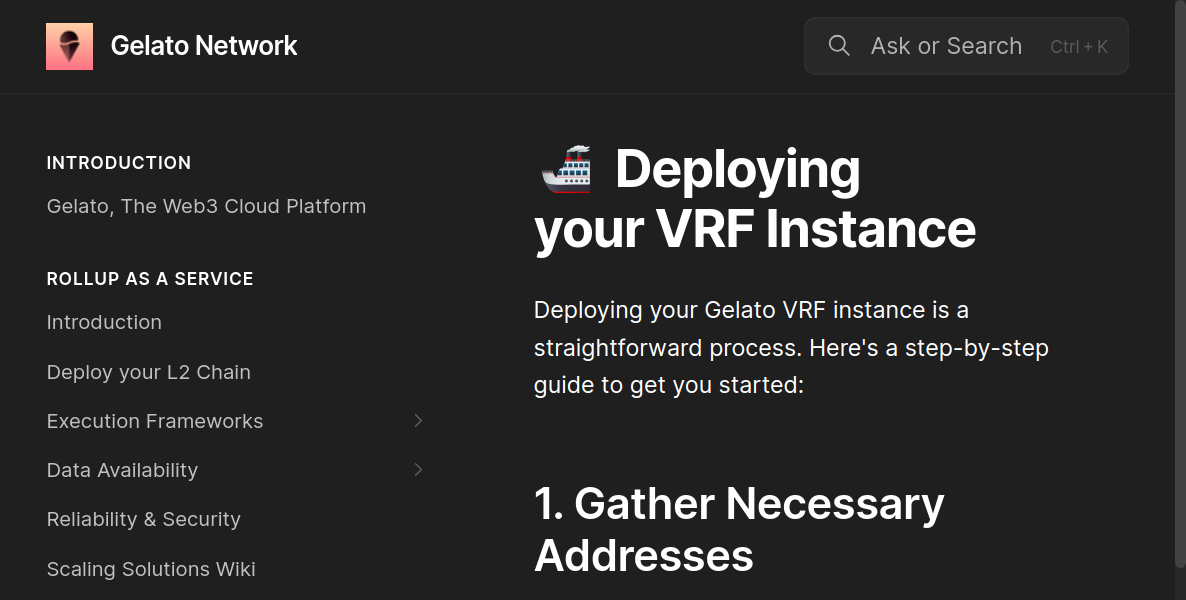 Gelato Network
Ask or Search Ctrl + K
INTRODUCTION
Gelato, The Web3 Cloud Platform
ROLLUP AS A SERVICE
Introduction
Deploy your L2 Chain
Execution Frameworks
Data Availability
Reliability & Security
Scaling Solutions Wiki
Deploying
your VRF Instance
Deploying your Gelato VRF instance is a
straightforward process. Here's a step-by-step
guide to get you started:
1. Gather Necessary
Addresses